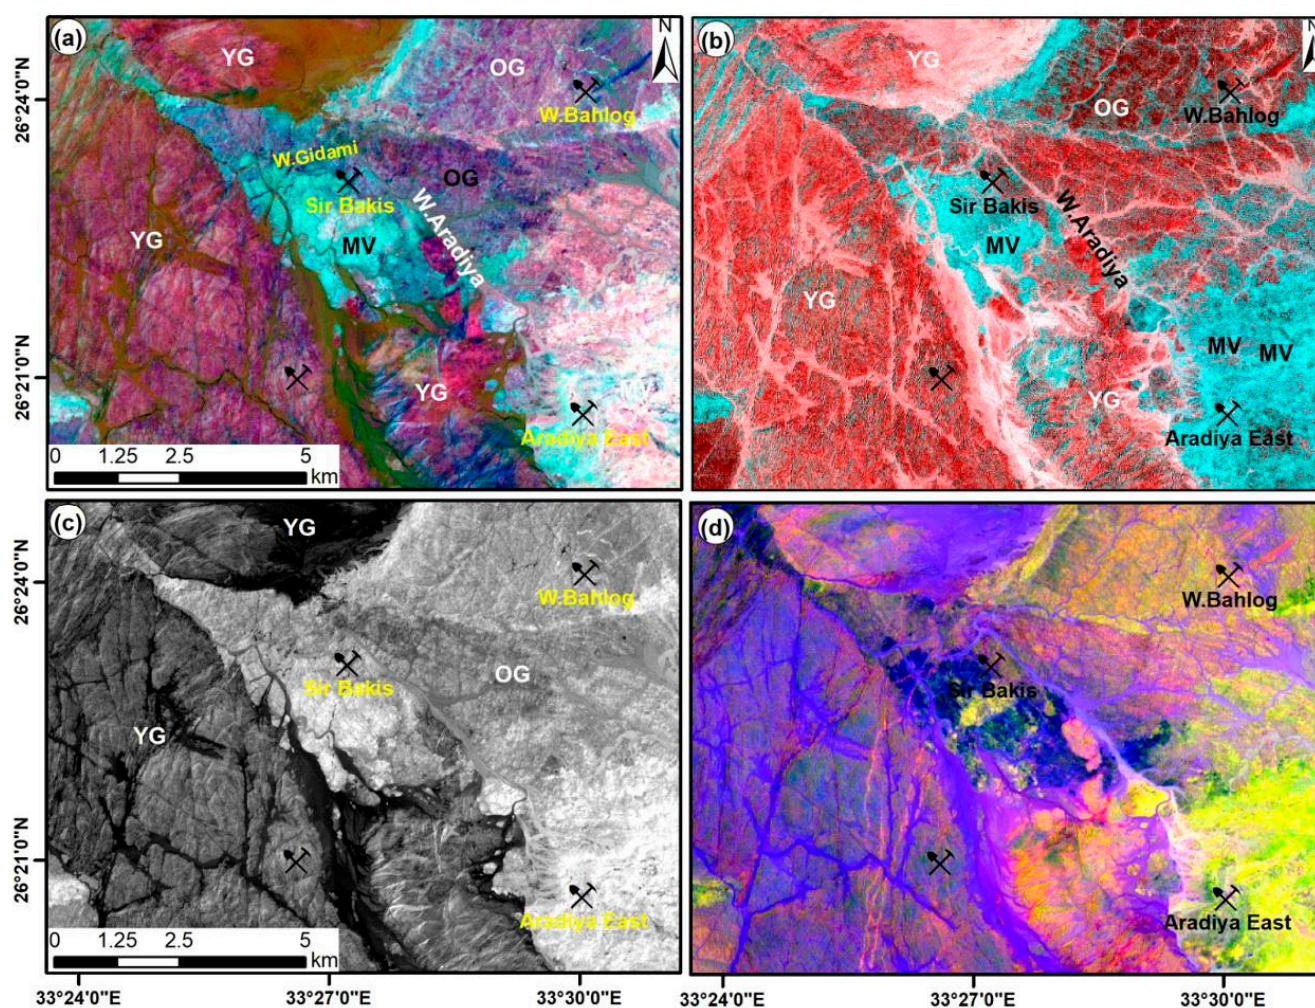 (a)
N
YG
OG
W.Bahlog
26°24'0"N
W.Gidami
OG
Sir Bakis
W.Aradiya
YG
MV
26°21'0"N
YG
MV
Aradiya East
0 1.25 2.5 5
km
(b)
N
YG
OG
W.Bahlog
Sir Bakis
W.Aradiya
MV
YG
MV MV
YG
Aradiya East
(c)
YG
26°24'0"N
W.Bahlog
Sir Bakis
OG
YG
26°21'0"N
Aradiya East
0 1.25 2.5 5
km
33°24'0"E 33°27'0"E 33°30'0"E
(d)
W.Bahlog
Sir Bakis
Aradiya East
33°24'0"E 33°27'0"E 33°30'0"E